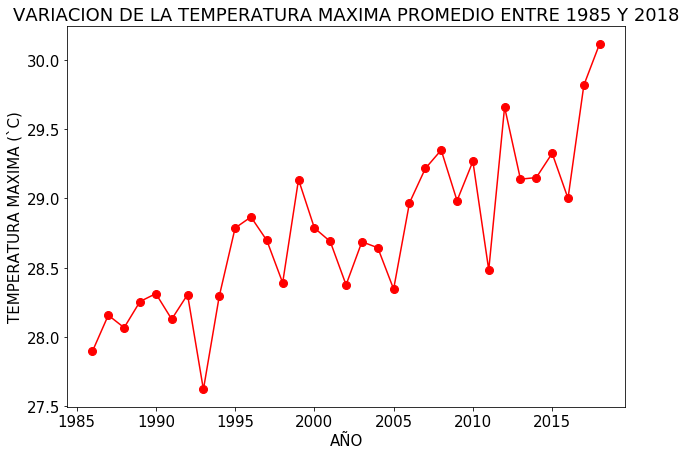 VARIACION DE LA TEMPERATURA MAXIMA PROMEDIO ENTRE 1985 Y 2018
TEMPERATURA MAXIMA (`C)
30.0
29.5
29.0
28.5
28.0
27.5
1985 1990 1995 2000 2005 2010 2015
AÑO